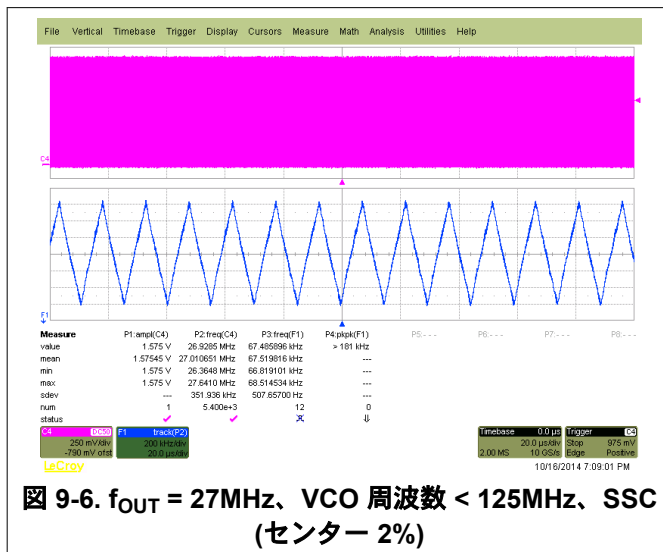 File Vertical Timebase Trigger Display Cursors Measure Math Analysis Utilities Help
C4
F1
Measure P1:ampl(C4) P2:freq(C4) P3:freq(F1) P4:pkpk(F1) P5:- - - P6:- - - P7:- - - P8:- - -
value 1.575 V 26.9285 MHz 67.485896 kHz > 181 kHz
mean 1.57545 V 27.010651 MHz 67.519816 kHz ---
min 1.575 V 26.3648 MHz 66.819101 kHz ---
max 1.575 V 27.6410 MHz 68.514534 kHz ---
sdev --- 351.936 kHz 507.65700 Hz ---
num 1 5.400e+3 12 0
status
C4 DC50 F1 track(P2) Timebase 0.0 µs Trigger C4
250 mV/div 200 kHz/div 20.0 µs/div Stop 975 mV
-790 mV ofst 20.0 µs/div 2.00 MS 10 GS/s Edge Positive
LeCroy
10/16/2014 7:09:01 PM
図 9-6. fOUT = 27MHz、VCO 周波数 < 125MHz、SSC
(センター 2%)